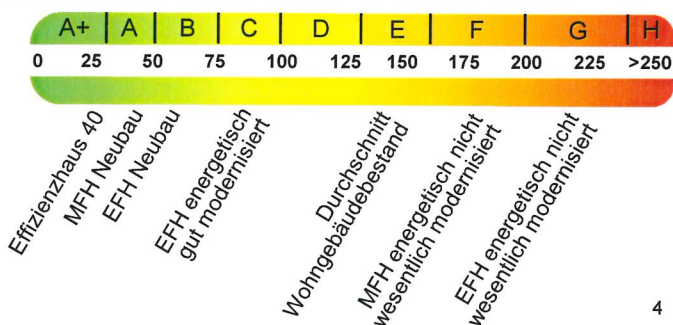 A+ A B C D E F G H
0 25 50 75 100 125 150 175 200 225 >250
Effizienzhaus 40
MFH Neubau
EFH Neubau
EFH energetisch
gut modernisiert
Durchschnitt
Wohngebäudebestand
MFH energetisch nicht
wesentlich modernisiert
EFH energetisch nicht
wesentlich modernisiert
4